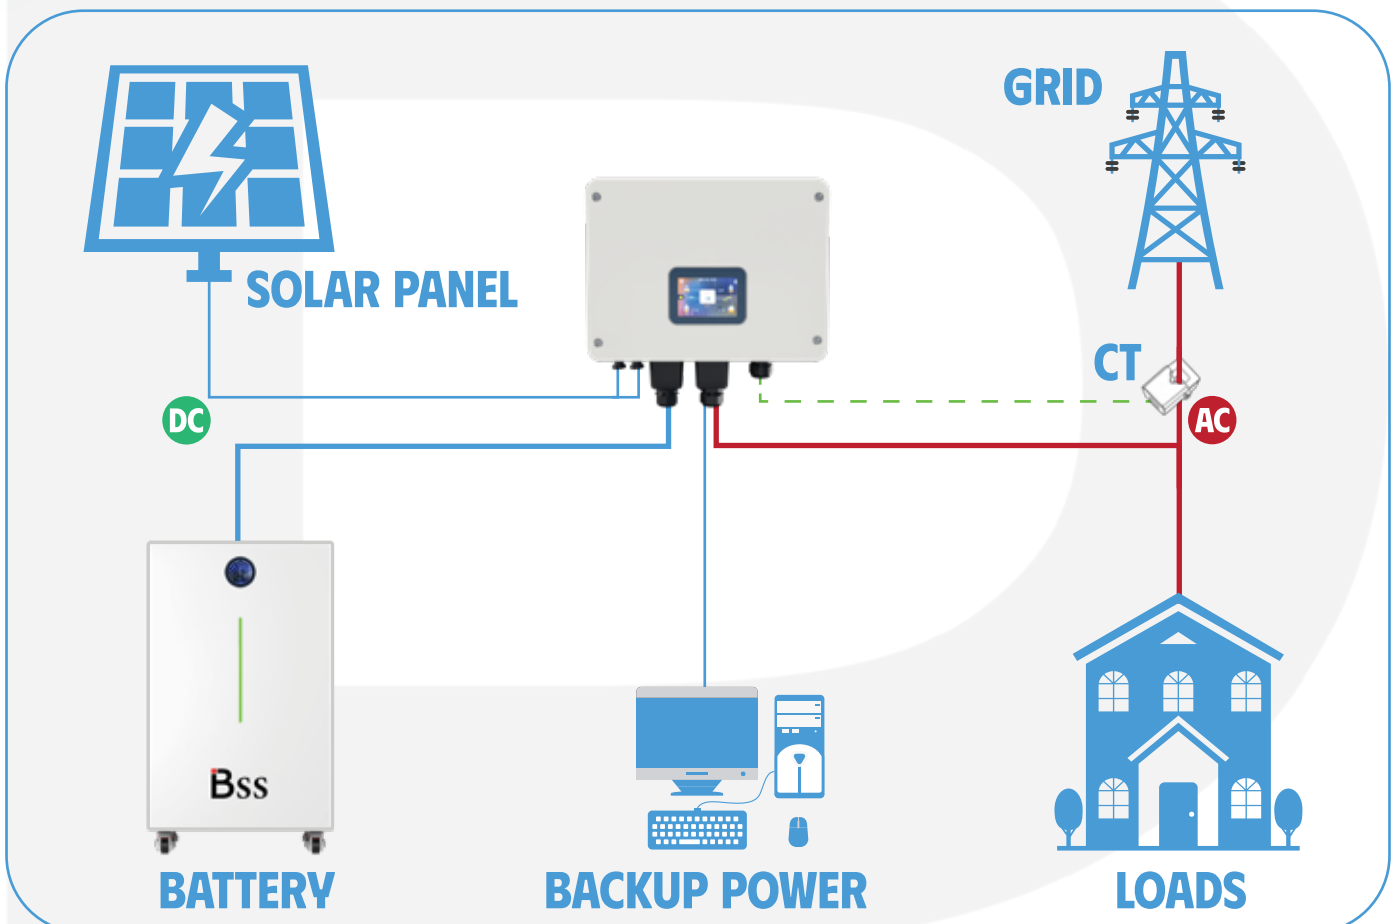 GRID
SOLAR PANEL
CT
DC
AC
Bss
BATTERY
BACKUP POWER
LOADS